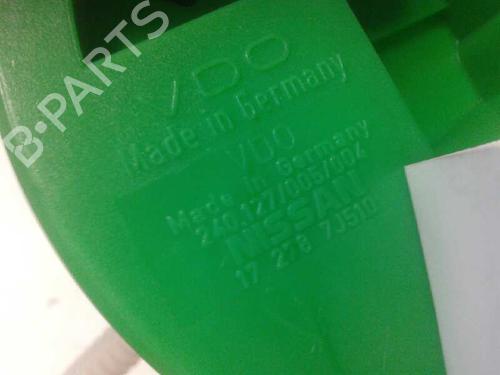 B-PARTS
VDO
Made in Germany
VDO
Made in Germany
240.127/005/004
NISSAN
17 278 7J510